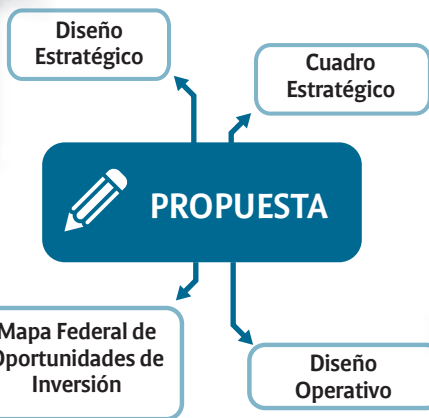 Diseño
Estratégico
Cuadro
Estratégico
PROPUESTA
Mapa Federal de
Oportunidades de
Inversión
Diseño
Operativo